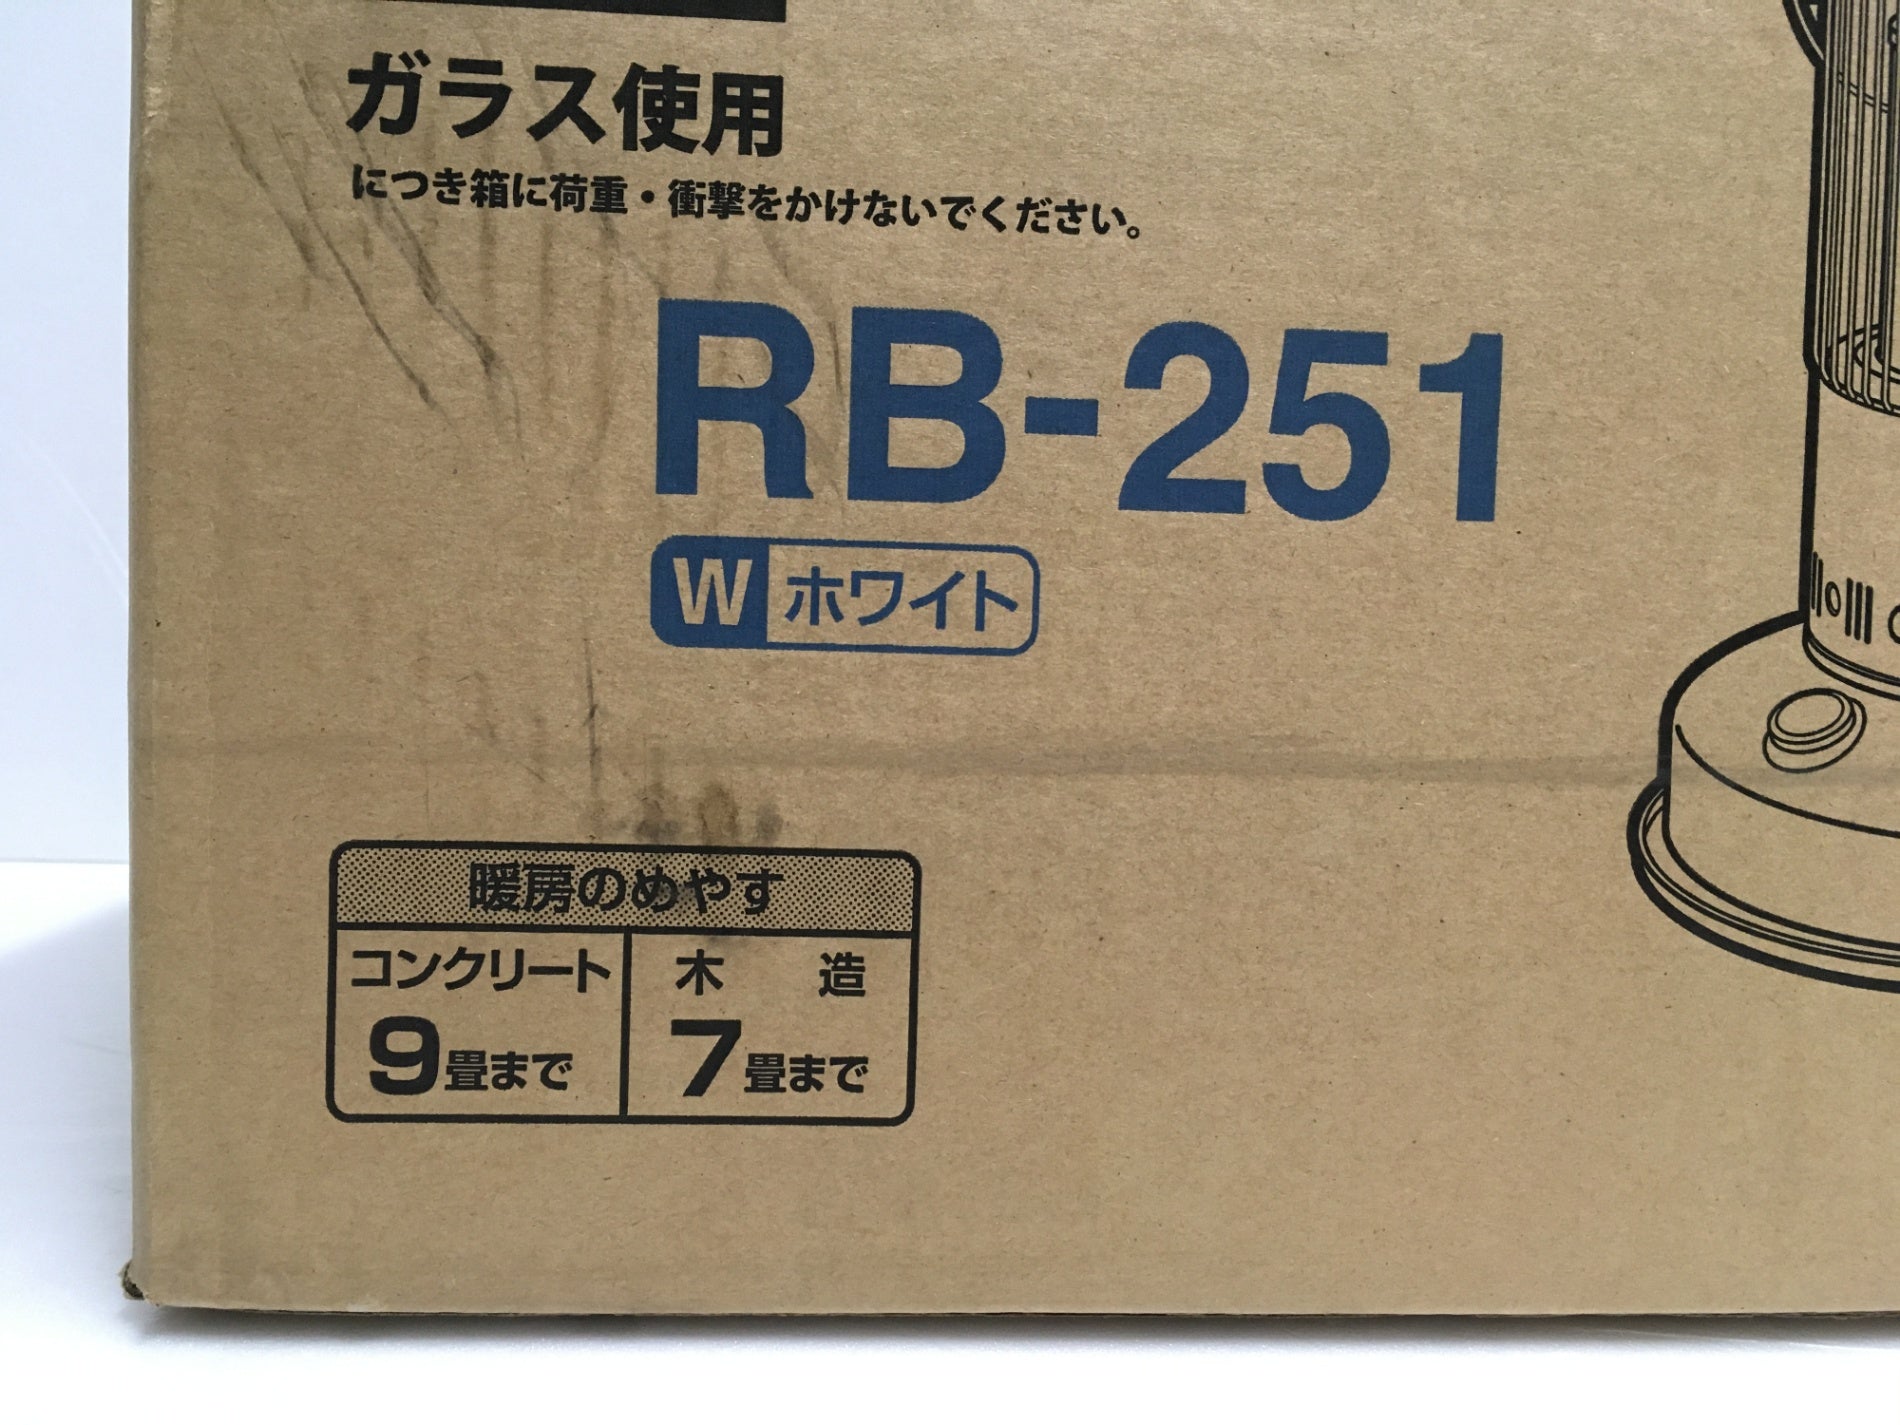 ガラス使用
につき箱に荷重・衝撃をかけないでください。
RB-251
W ホワイト
暖房のめやす
コンクリート 木造
9畳まで 7畳まで